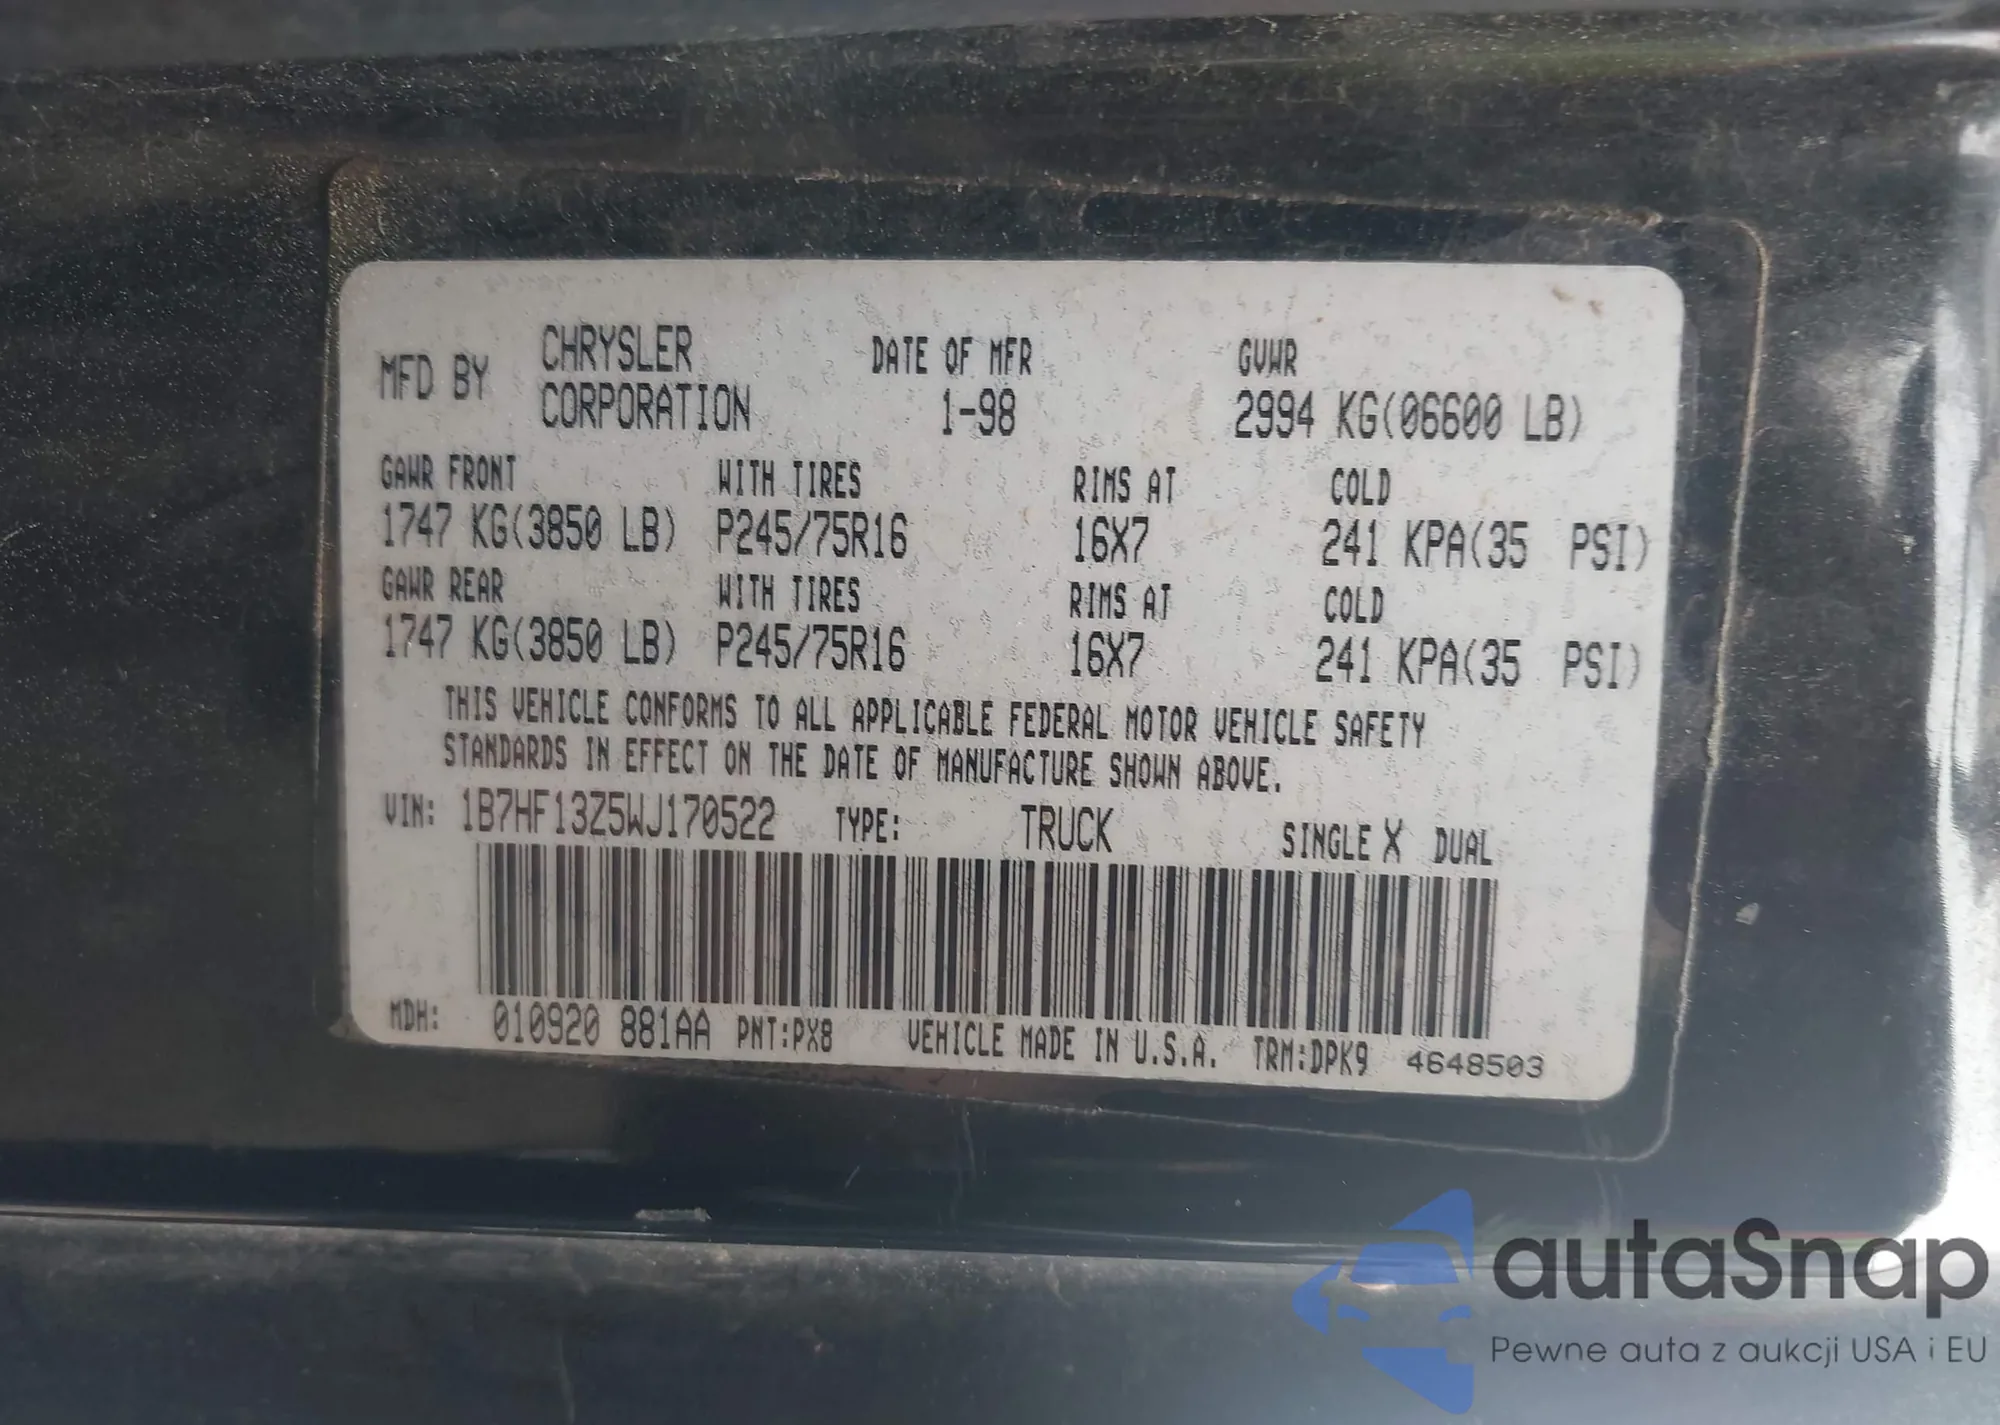 MFD BY CHRYSLER CORPORATION DATE OF MFR 1-98 GVWR 2994 KG(06600 LB)
GAWR FRONT WITH TIRES RIMS AT COLD
1747 KG(3850 LB) P245/75R16 16X7 241 KPA(35 PSI)
GAWR REAR WITH TIRES RIMS AT COLD
1747 KG(3850 LB) P245/75R16 16X7 241 KPA(35 PSI)
THIS VEHICLE CONFORMS TO ALL APPLICABLE FEDERAL MOTOR VEHICLE SAFETY
STANDARDS IN EFFECT ON THE DATE OF MANUFACTURE SHOWN ABOVE.
VIN: 1B7HF13Z5WJ170522 TYPE: TRUCK SINGLE X DUAL
MDH: 010920 881AA PNT:PX8 VEHICLE MADE IN U.S.A. TRM:DPK9 4648503
autaSnap
Pewne auta z aukcji USA i EU